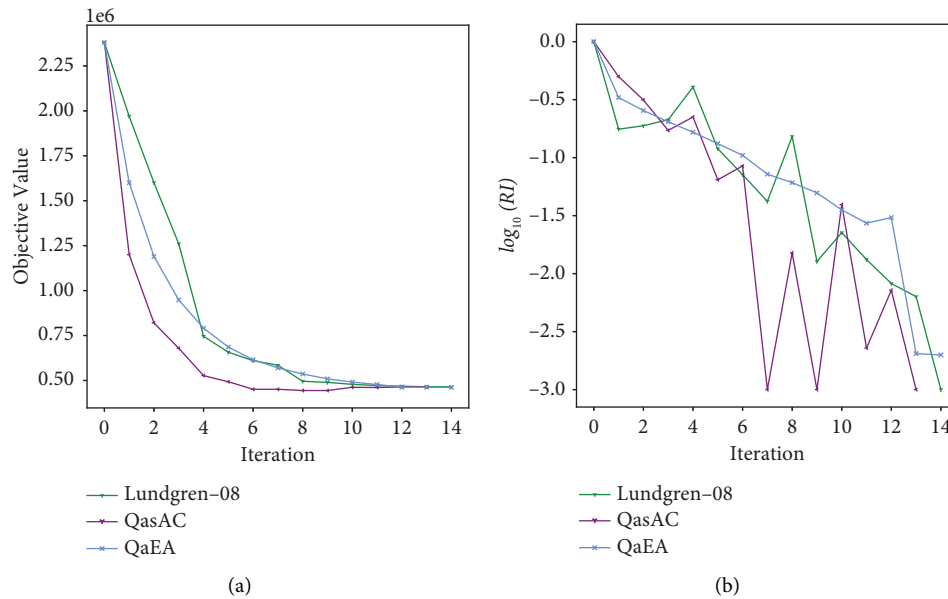 1e6
2.25
2.00
1.75
1.50
1.25
1.00
0.75
0.50
Objective Value
0 2 4 6 8 10 12 14
Iteration
Lundgren–08
QasAC
QaEA
(a)
0.0
–0.5
–1.0
–1.5
–2.0
–2.5
–3.0
log₁₀ (RI)
0 2 4 6 8 10 12 14
Iteration
Lundgren–08
QasAC
QaEA
(b)